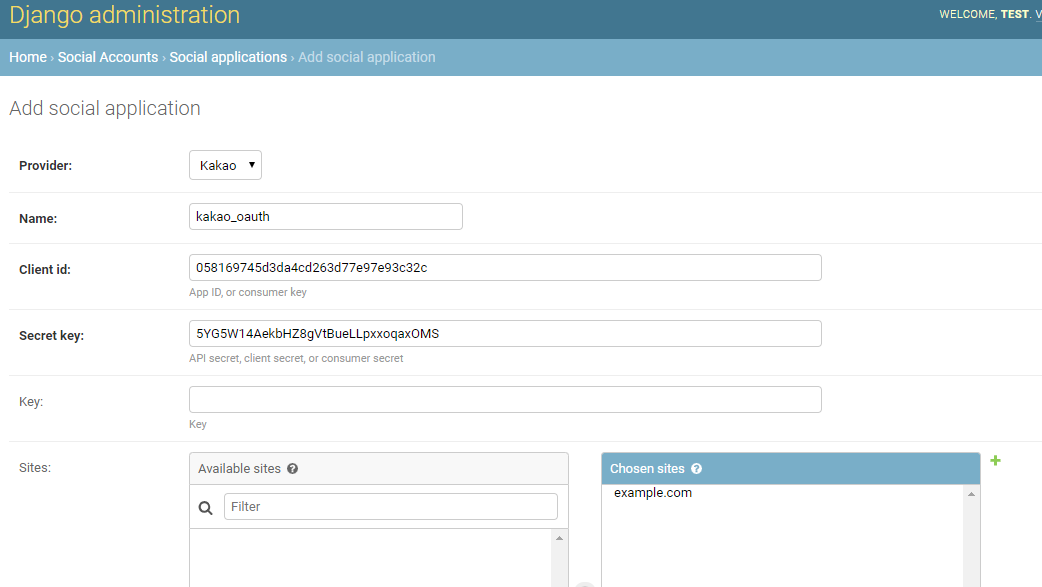 Django administration
WELCOME, TEST. V
Home › Social Accounts › Social applications › Add social application
Add social application
Provider:
Kakao
Name:
kakao_oauth
Client id:
058169745d3da4cd263d77e97e93c32c
App ID, or consumer key
Secret key:
5YG5W14AekbHZ8gVtBueLLpxxoqaxOMS
API secret, client secret, or consumer secret
Key:
Key
Sites:
Available sites ?
Chosen sites ?
Filter
example.com